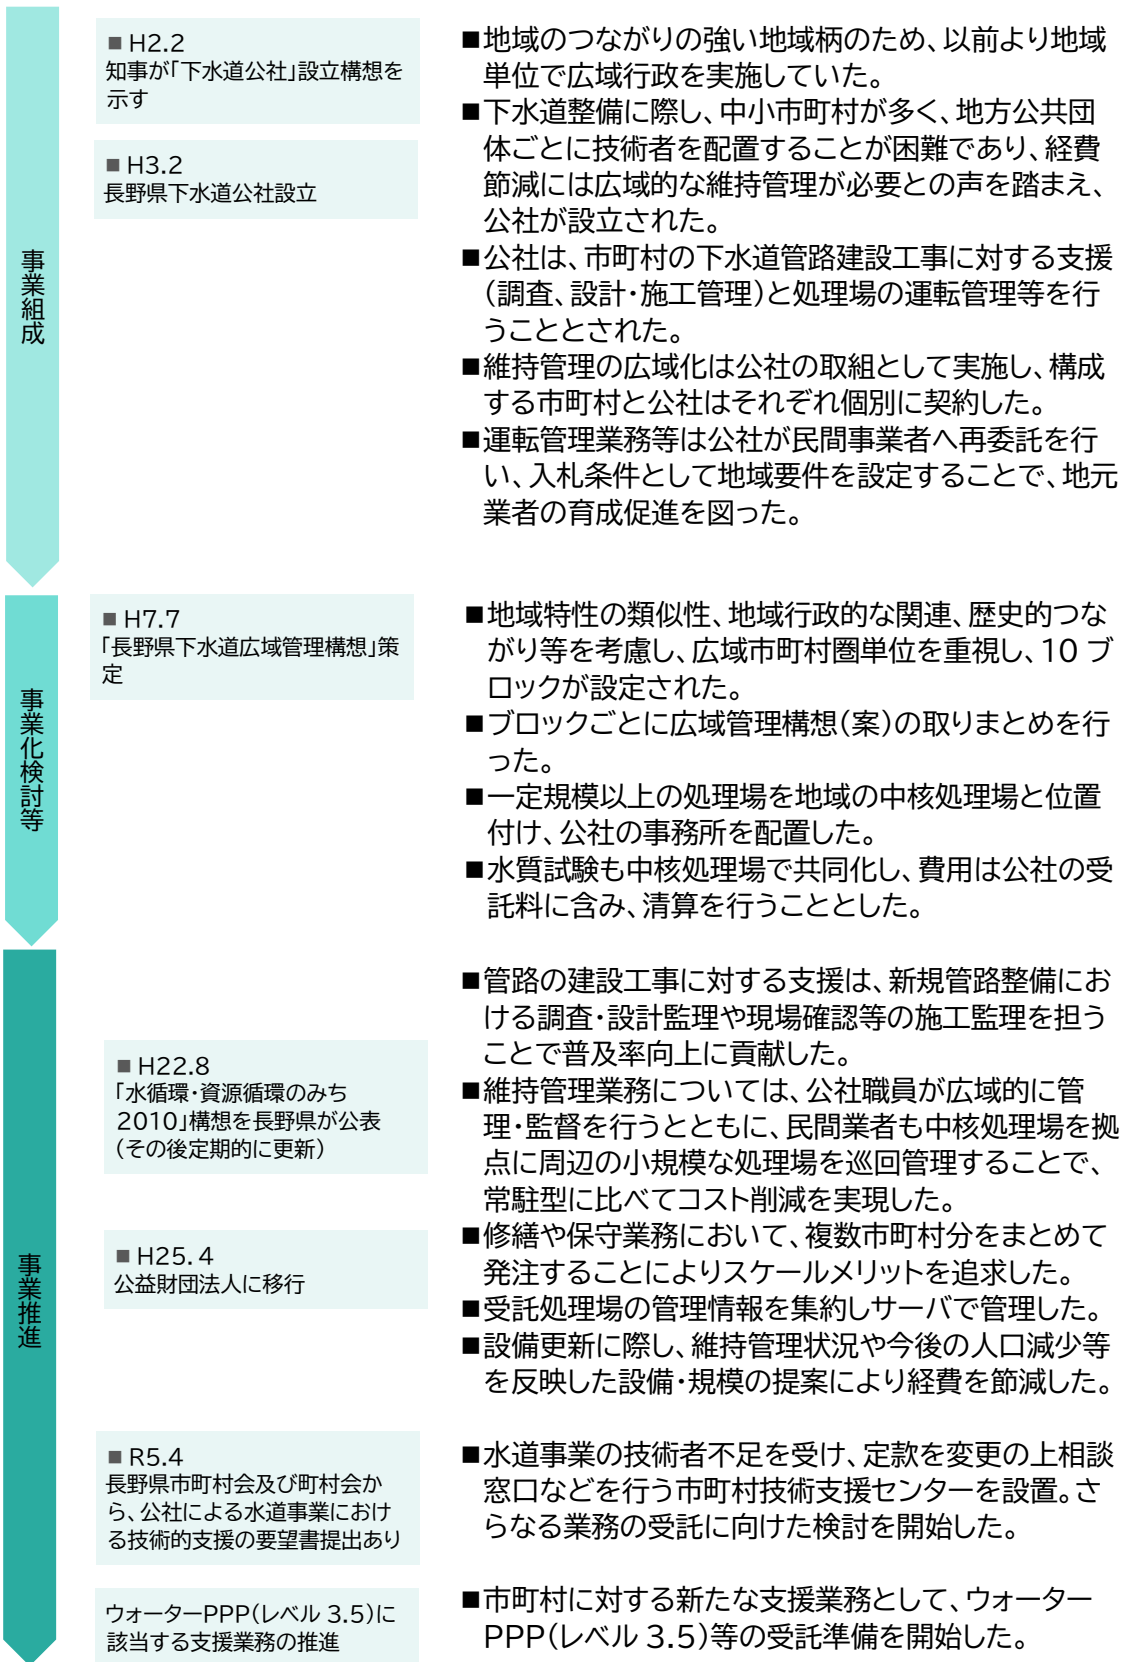 事業組成
■ H2.2
知事が「下水道公社」設立構想を
示す
■ H3.2
長野県下水道公社設立
■地域のつながりの強い地域柄のため、以前より地域
単位で広域行政を実施していた。
■下水道整備に際し、中小市町村が多く、地方公共団
体ごとに技術者を配置することが困難であり、経費
節減には広域的な維持管理が必要との声を踏まえ、
公社が設立された。
■公社は、市町村の下水道管路建設工事に対する支援
（調査、設計・施工管理）と処理場の運転管理等を行
うこととされた。
■維持管理の広域化は公社の取組として実施し、構成
する市町村と公社はそれぞれ個別に契約した。
■運転管理業務等は公社が民間事業者へ再委託を行
い、入札条件として地域要件を設定することで、地元
業者の育成促進を図った。
事業化検討等
■ H7.7
「長野県下水道広域管理構想」策
定
■地域特性の類似性、地域行政的な関連、歴史的つな
がり等を考慮し、広域市町村圏単位を重視し、10 ブ
ロックが設定された。
■ブロックごとに広域管理構想（案）の取りまとめを行
った。
■一定規模以上の処理場を地域の中核処理場と位置
付け、公社の事務所を配置した。
■水質試験も中核処理場で共同化し、費用は公社の受
託料に含み、清算を行うこととした。
事業推進
■ H22.8
「水循環・資源循環のみち
2010」構想を長野県が公表
（その後定期的に更新）
■ H25.4
公益財団法人に移行
■管路の建設工事に対する支援は、新規管路整備にお
ける調査・設計監理や現場確認等の施工監理を担う
ことで普及率向上に貢献した。
■維持管理業務については、公社職員が広域的に管
理・監督を行うとともに、民間業者も中核処理場を拠
点に周辺の小規模な処理場を巡回管理することで、
常駐型に比べてコスト削減を実現した。
■修繕や保守業務において、複数市町村分をまとめて
発注することによりスケールメリットを追求した。
■受託処理場の管理情報を集約しサーバで管理した。
■設備更新に際し、維持管理状況や今後の人口減少等
を反映した設備・規模の提案により経費を節減した。
■ R5.4
長野県市町村会及び町村会か
ら、公社による水道事業におけ
る技術的支援の要望書提出あり
■水道事業の技術者不足を受け、定款を変更の上相談
窓口などを行う市町村技術支援センターを設置。さ
らなる業務の受託に向けた検討を開始した。
ウォーターPPP（レベル 3.5）に
該当する支援業務の推進
■市町村に対する新たな支援業務として、ウォーター
PPP（レベル 3.5）等の受託準備を開始した。